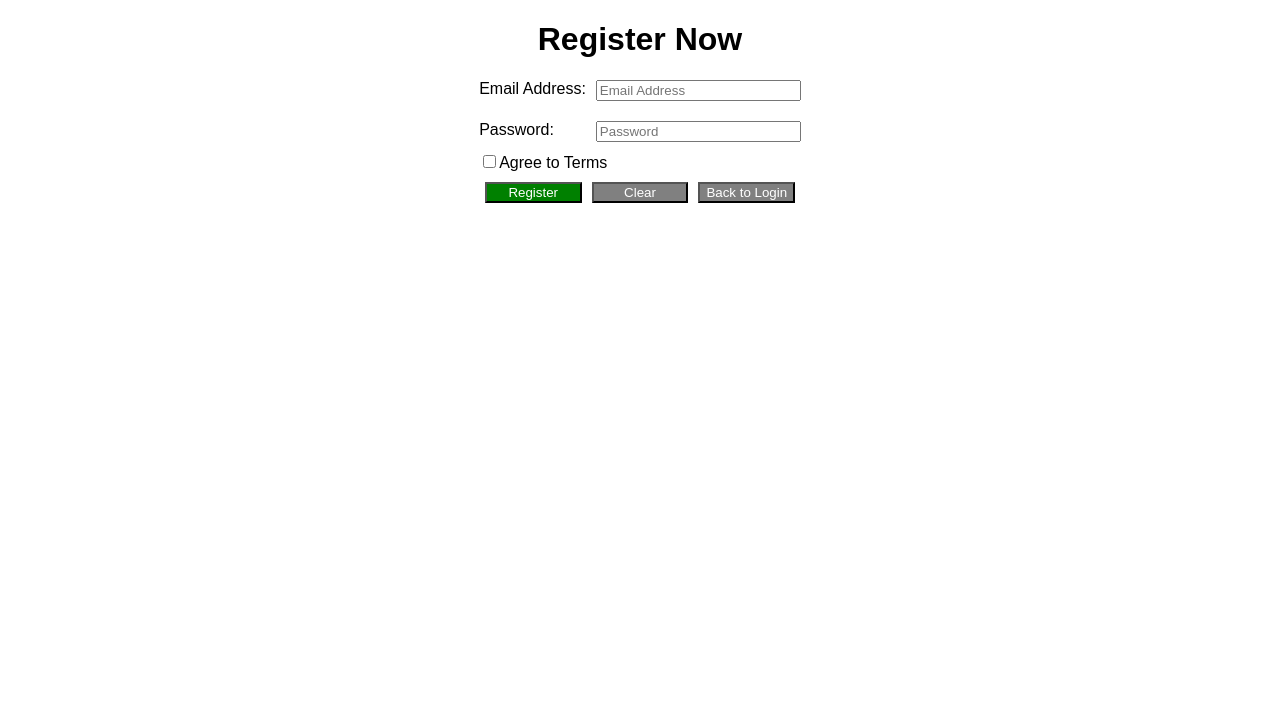 Register Now
Email Address: Email Address
Password: Password
Agree to Terms
Register Clear Back to Login